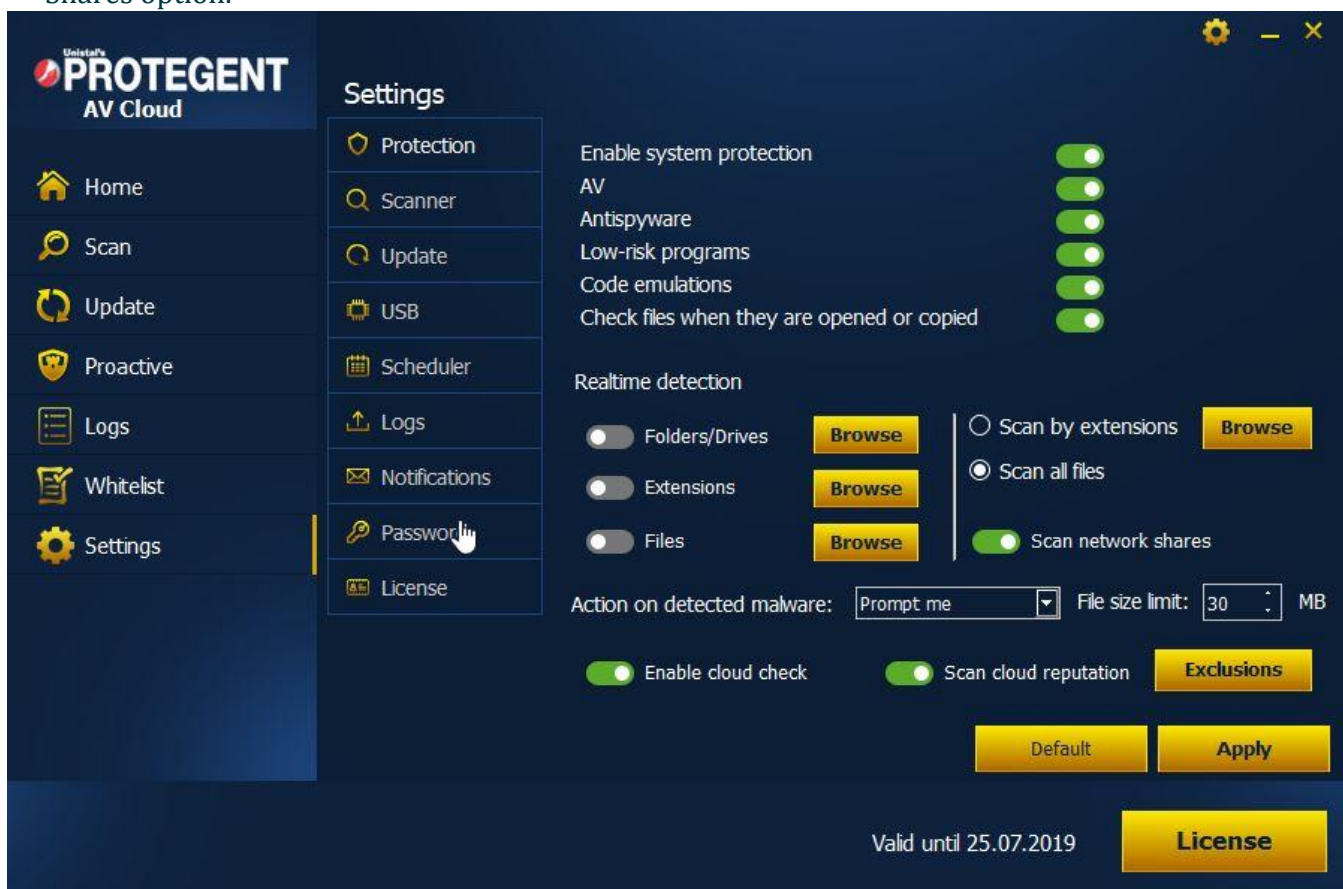 Shares option.
Unistal's
PROTEGENT
AV Cloud
Home
Scan
Update
Proactive
Logs
Whitelist
Settings
Settings
Protection
Scanner
Update
USB
Scheduler
Logs
Notifications
Passwor
License
Enable system protection
AV
Antispyware
Low-risk programs
Code emulations
Check files when they are opened or copied
Realtime detection
Folders/Drives Browse
Extensions Browse
Files Browse
Scan by extensions Browse
Scan all files
Scan network shares
Action on detected malware: Prompt me File size limit: 30 MB
Enable cloud check Scan cloud reputation Exclusions
Default Apply
Valid until 25.07.2019 License